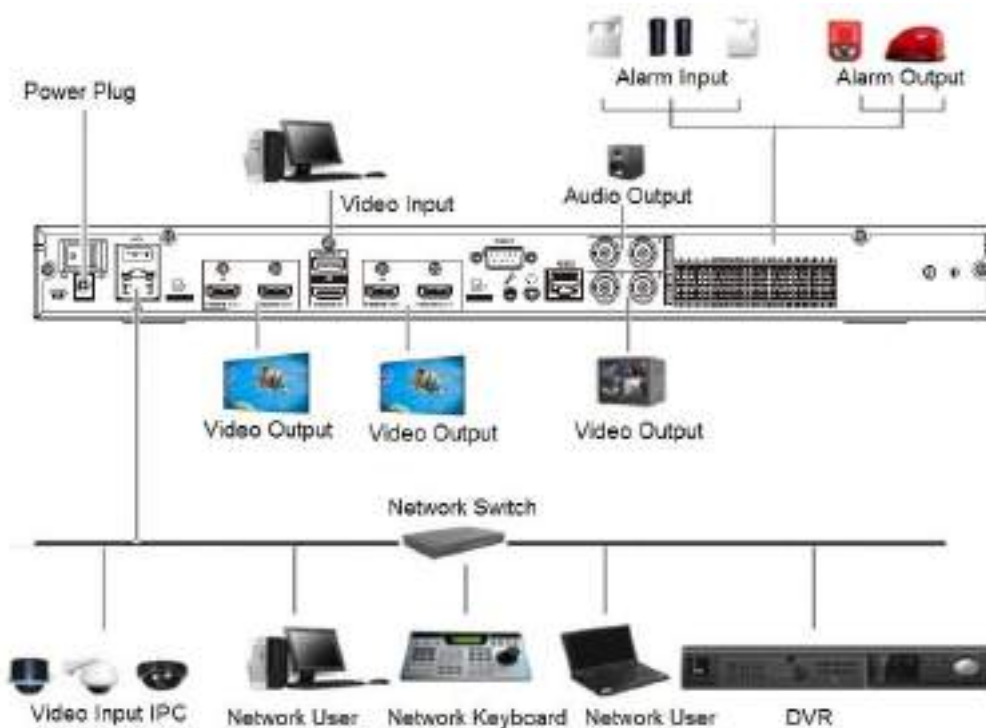 Alarm Input
Alarm Output
Power Plug
Video Input
Audio Output
Video Output
Video Output
Video Output
Network Switch
Video Input IPC
Network User
Network Keyboard
Network User
DVR